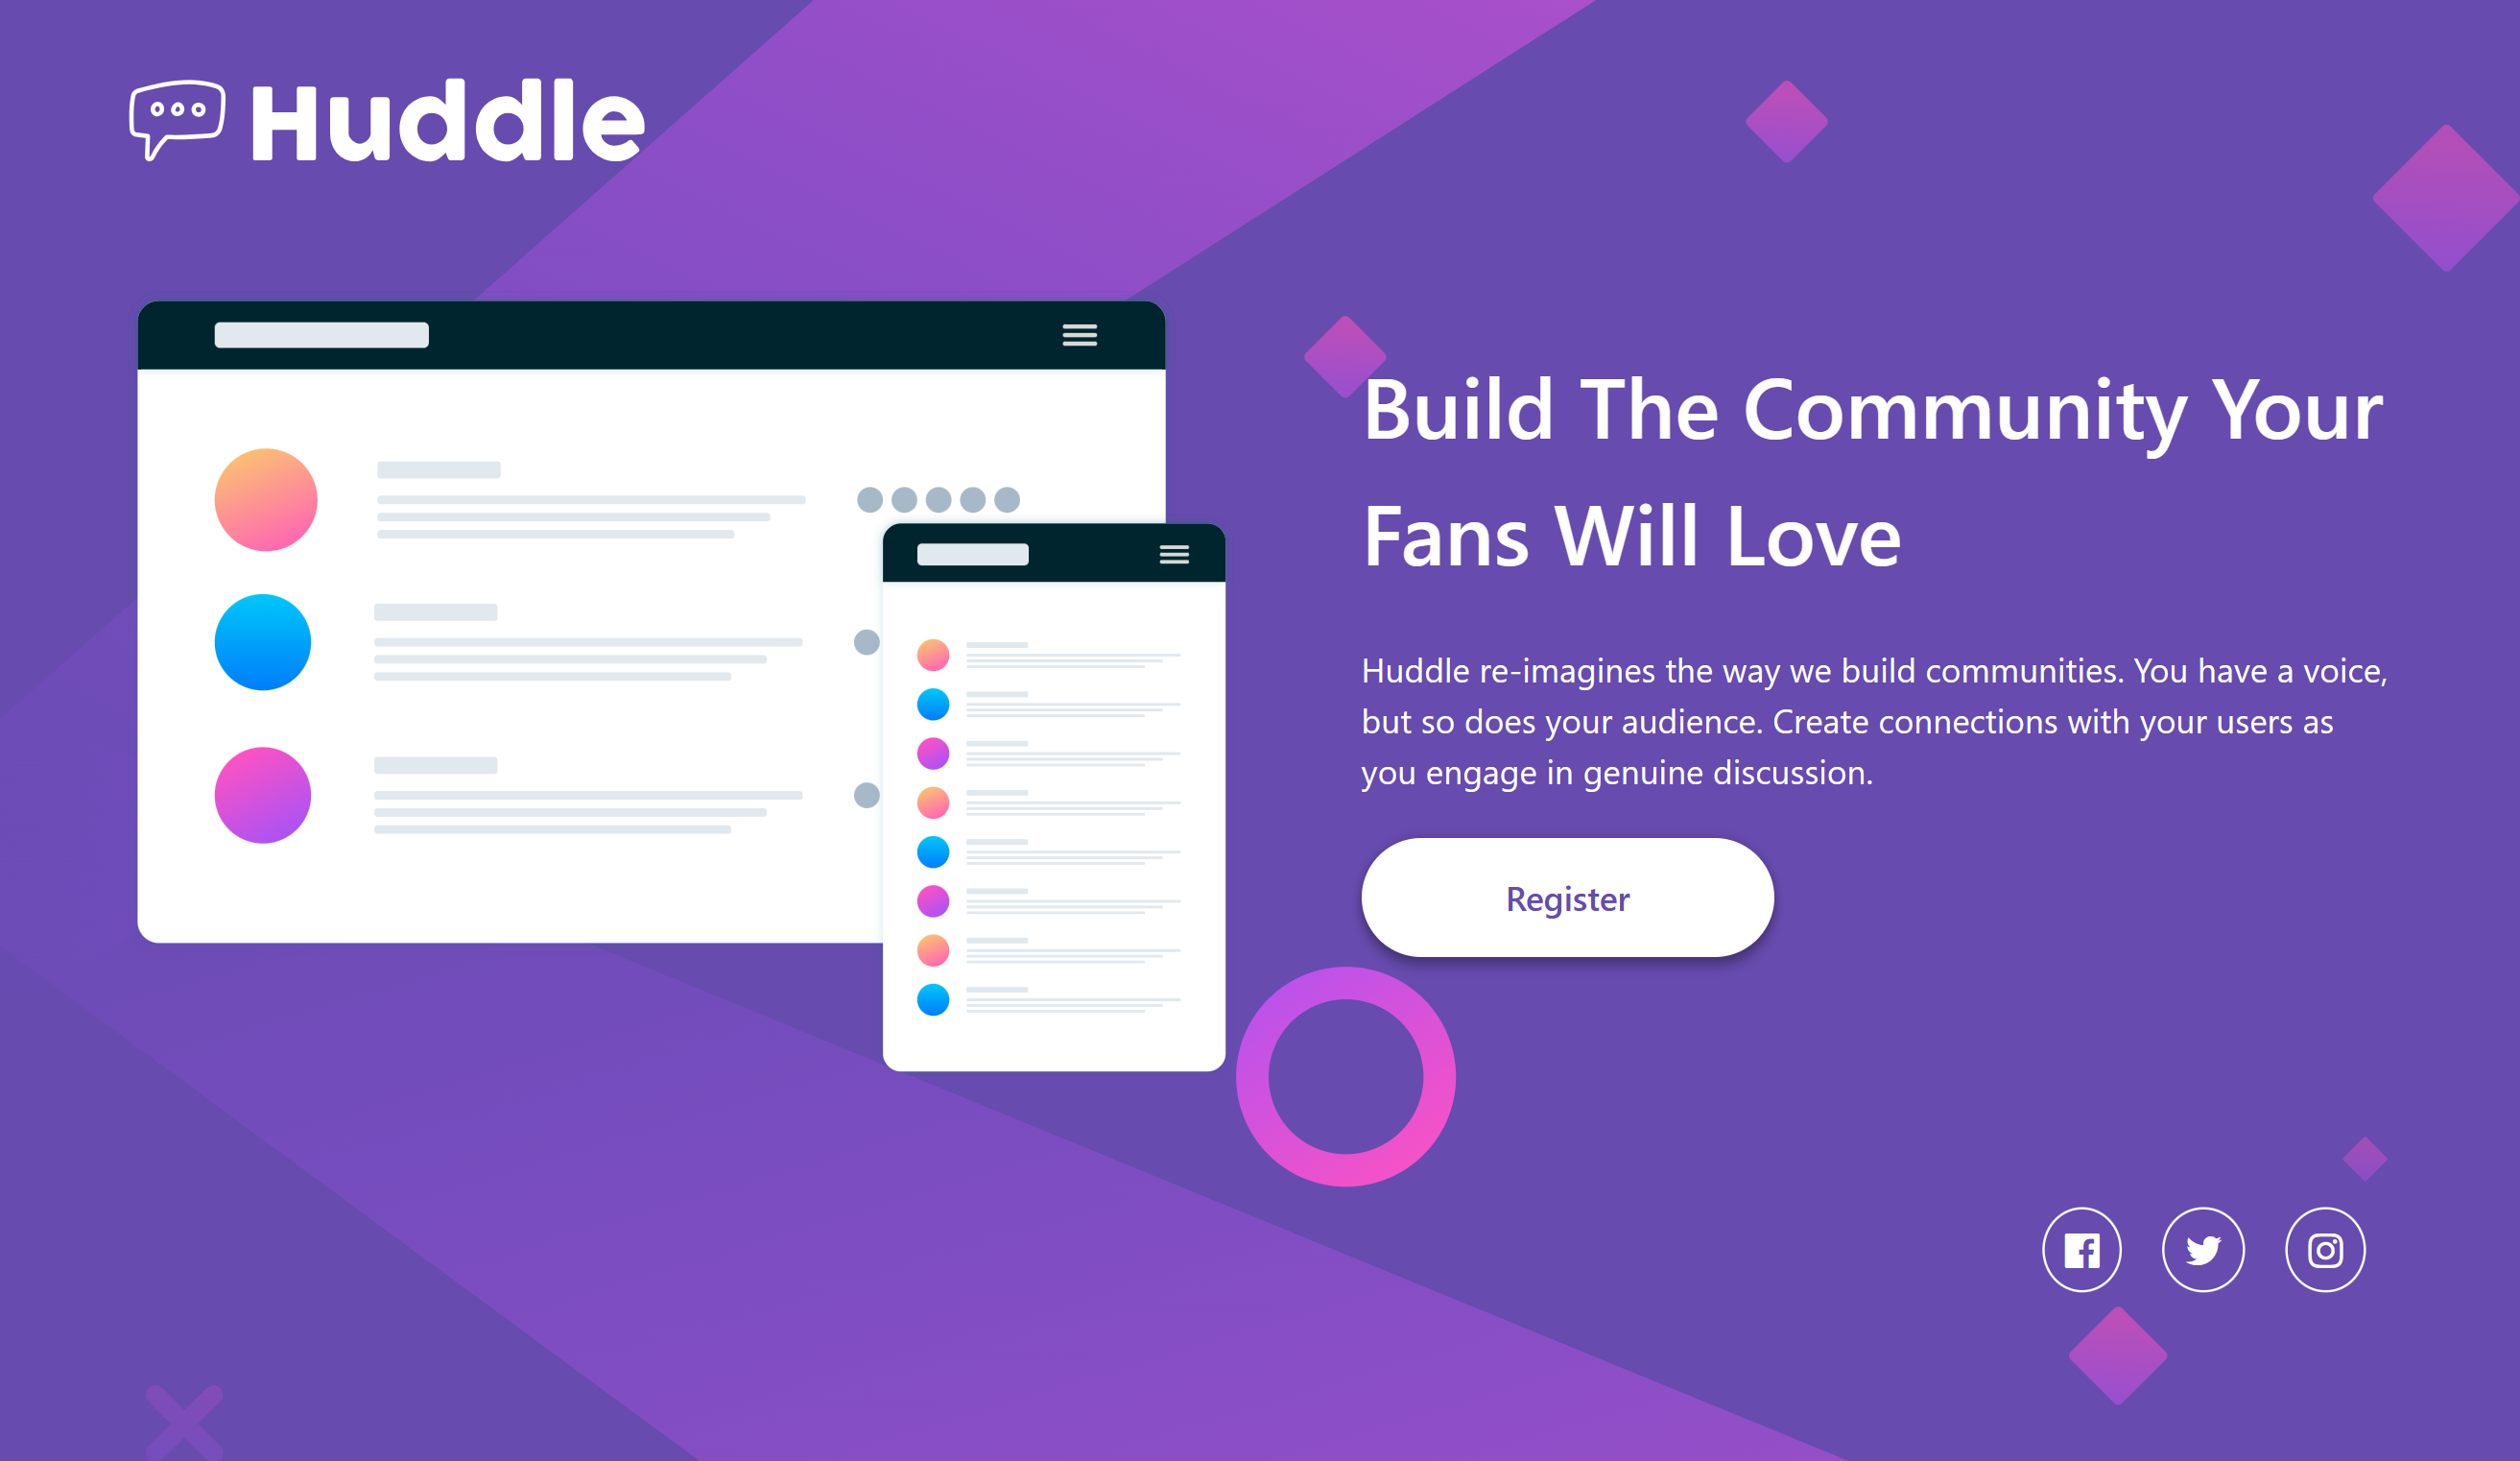 Huddle
Build The Community Your
Fans Will Love
Huddle re-imagines the way we build communities. You have a voice,
but so does your audience. Create connections with your users as
you engage in genuine discussion.
Register